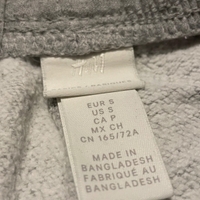 H&M
EUR S
US S
CA P
MX CH
CN 165/72A
MADE IN
BANGLADESH
FABRIQUÉ AU
BANGLADESH